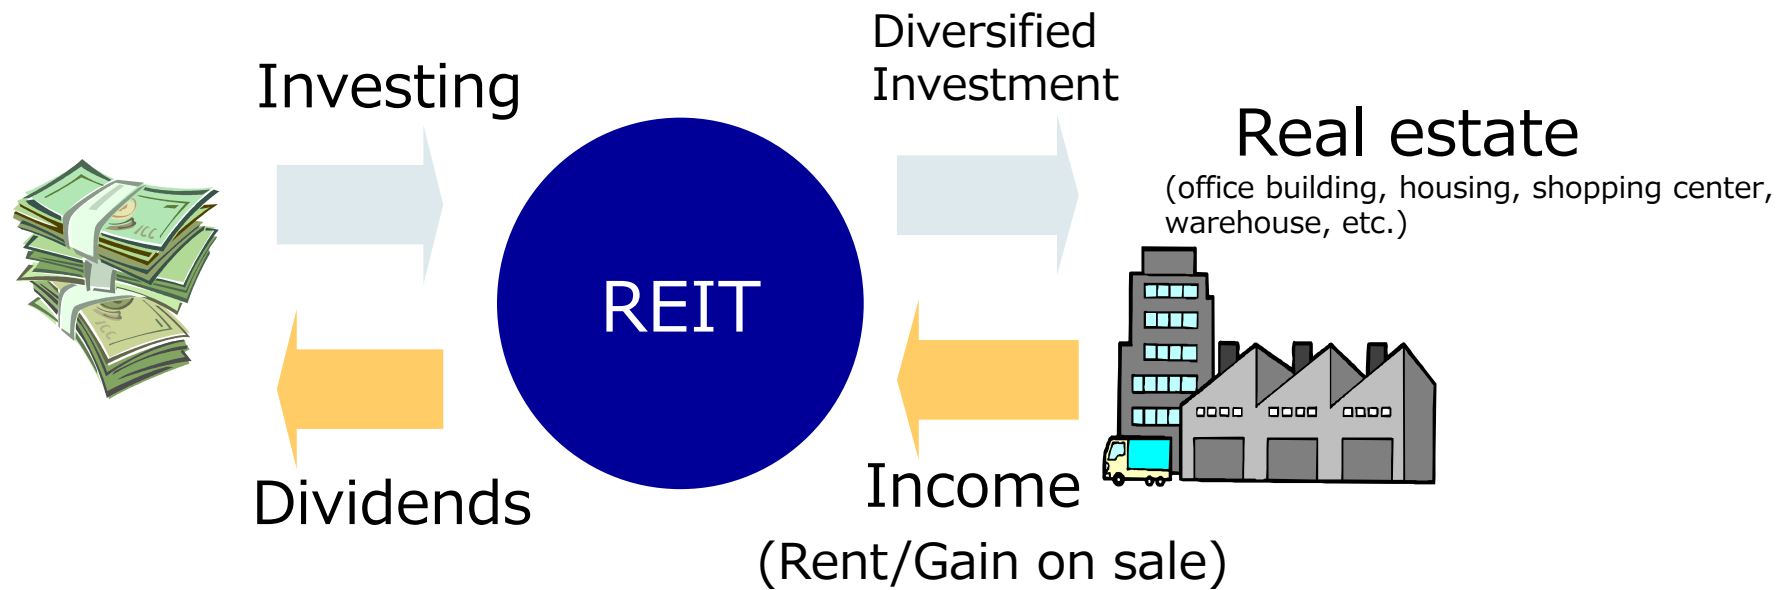 Investing
Diversified
Investment
Real estate
(office building, housing, shopping center,
warehouse, etc.)
REIT
Dividends
Income
(Rent/Gain on sale)